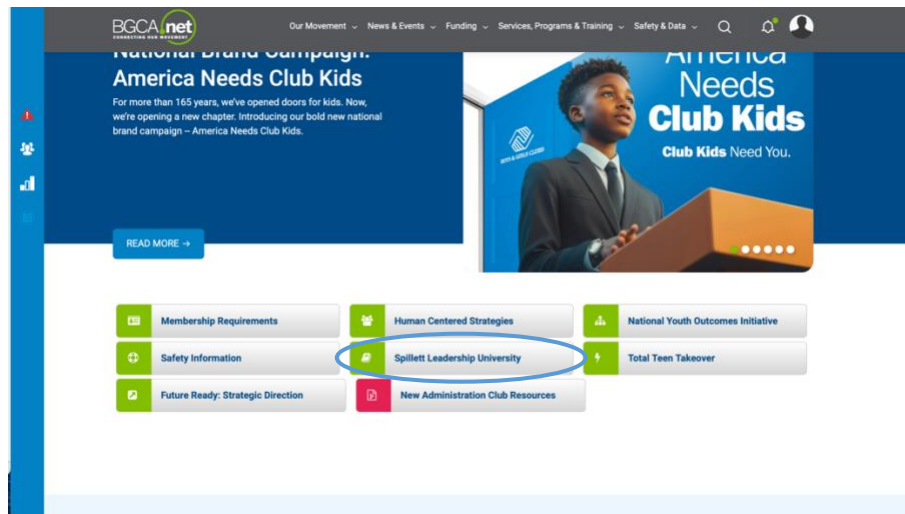 BGCA.net
CONNECTING OUR MOVEMENT
Our Movement
News & Events
Funding
Services, Programs & Training
Safety & Data
National Brand Campaign:
America Needs Club Kids
For more than 165 years, we've opened doors for kids. Now,
we're opening a new chapter. Introducing our bold new national
brand campaign – America Needs Club Kids.
READ MORE →
BOYS & GIRLS CLUBS
America
Needs
Club Kids
Club Kids Need You.
Membership Requirements
Human Centered Strategies
National Youth Outcomes Initiative
Safety Information
Spillett Leadership University
Total Teen Takeover
Future Ready: Strategic Direction
New Administration Club Resources